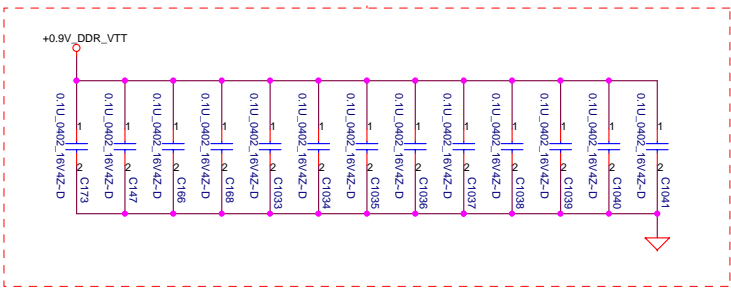 +0.9V_DDR_VTT
0.1U_0402_16V4Z~D
1
2
C173
0.1U_0402_16V4Z~D
1
2
C147
0.1U_0402_16V4Z~D
1
2
C166
0.1U_0402_16V4Z~D
1
2
C168
0.1U_0402_16V4Z~D
1
2
C1033
0.1U_0402_16V4Z~D
1
2
C1034
0.1U_0402_16V4Z~D
1
2
C1035
0.1U_0402_16V4Z~D
1
2
C1036
0.1U_0402_16V4Z~D
1
2
C1037
0.1U_0402_16V4Z~D
1
2
C1038
0.1U_0402_16V4Z~D
1
2
C1039
0.1U_0402_16V4Z~D
1
2
C1040
0.1U_0402_16V4Z~D
1
2
C1041